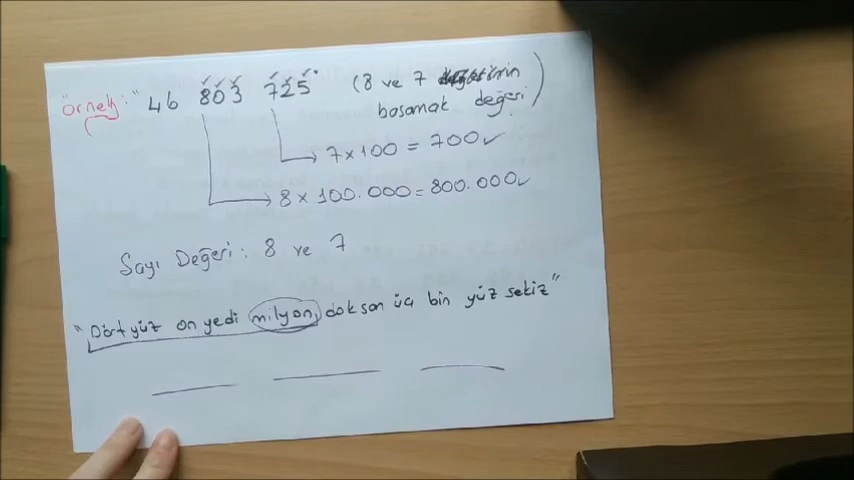 "Örnek:" 46 803 725 (8 ve 7
basamak değeri)
7 x 100 = 700
8 x 100.000 = 800.000
Sayı Değeri: 8 ve 7
"Dörtyüz on yedi milyon, doksan üç bin yüz sekiz"